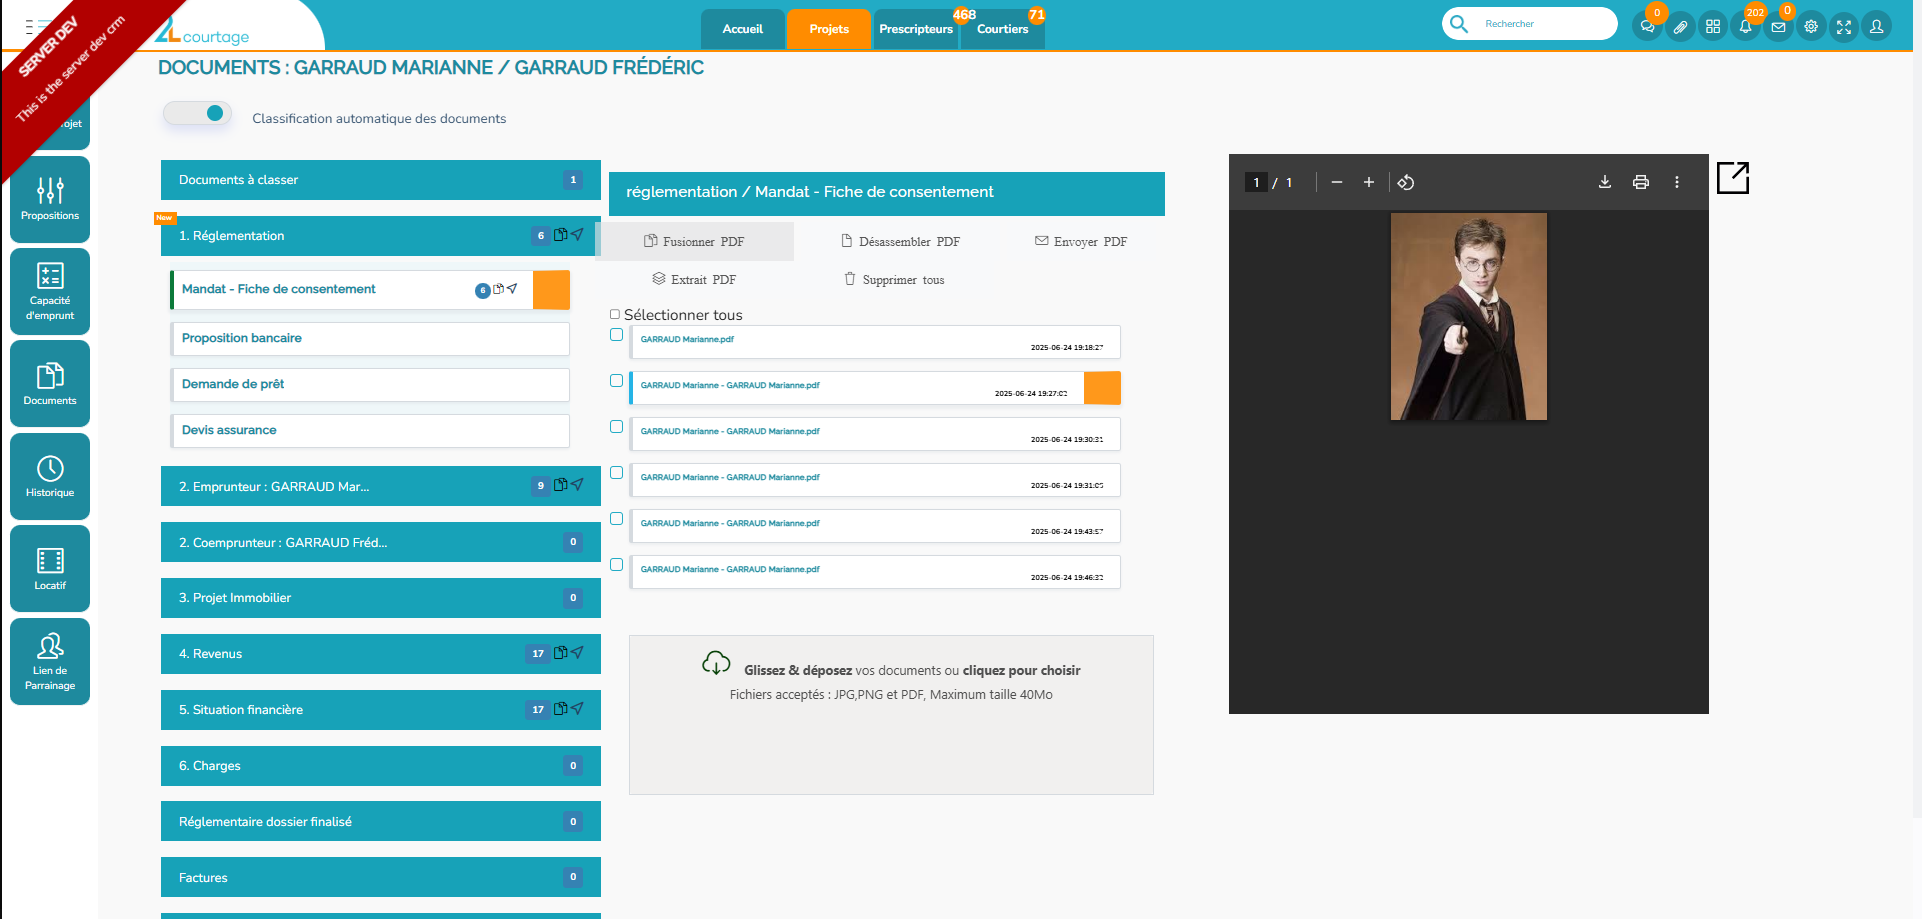 SERVER DEV
This is the server dev crm
2L courtage
Accueil
Projets
Prescripteurs
468
Courtiers
71
Rechercher
0
202
0
DOCUMENTS : GARRAUD MARIANNE / GARRAUD FRÉDÉRIC
Classification automatique des documents
ojet
Propositions
Capacité
d'emprunt
Documents
Historique
Locatif
Lien de
Parrainage
Documents à classer 1
New
1. Réglementation 6
Mandat - Fiche de consentement 6
Proposition bancaire
Demande de prêt
Devis assurance
2. Emprunteur : GARRAUD Mar... 9
2. Coemprunteur : GARRAUD Fréd... 0
3. Projet Immobilier 0
4. Revenus 17
5. Situation financière 17
6. Charges 0
Réglementaire dossier finalisé 0
Factures 0
réglementation / Mandat - Fiche de consentement
Fusionner PDF
Désassembler PDF
Envoyer PDF
Extrait PDF
Supprimer tous
Sélectionner tous
GARRAUD Marianne.pdf
2025-06-24 19:18:27
GARRAUD Marianne - GARRAUD Marianne.pdf
2025-06-24 19:27:02
GARRAUD Marianne - GARRAUD Marianne.pdf
2025-06-24 19:30:31
GARRAUD Marianne - GARRAUD Marianne.pdf
2025-06-24
GARRAUD Marianne - GARRAUD Marianne.pdf
2025-06-24 19:43:57
GARRAUD Marianne - GARRAUD Marianne.pdf
2025-06-24
Glissez & déposez vos documents ou cliquez pour choisir
Fichiers acceptés : JPG,PNG et PDF, Maximum taille 40Mo
1 / 1